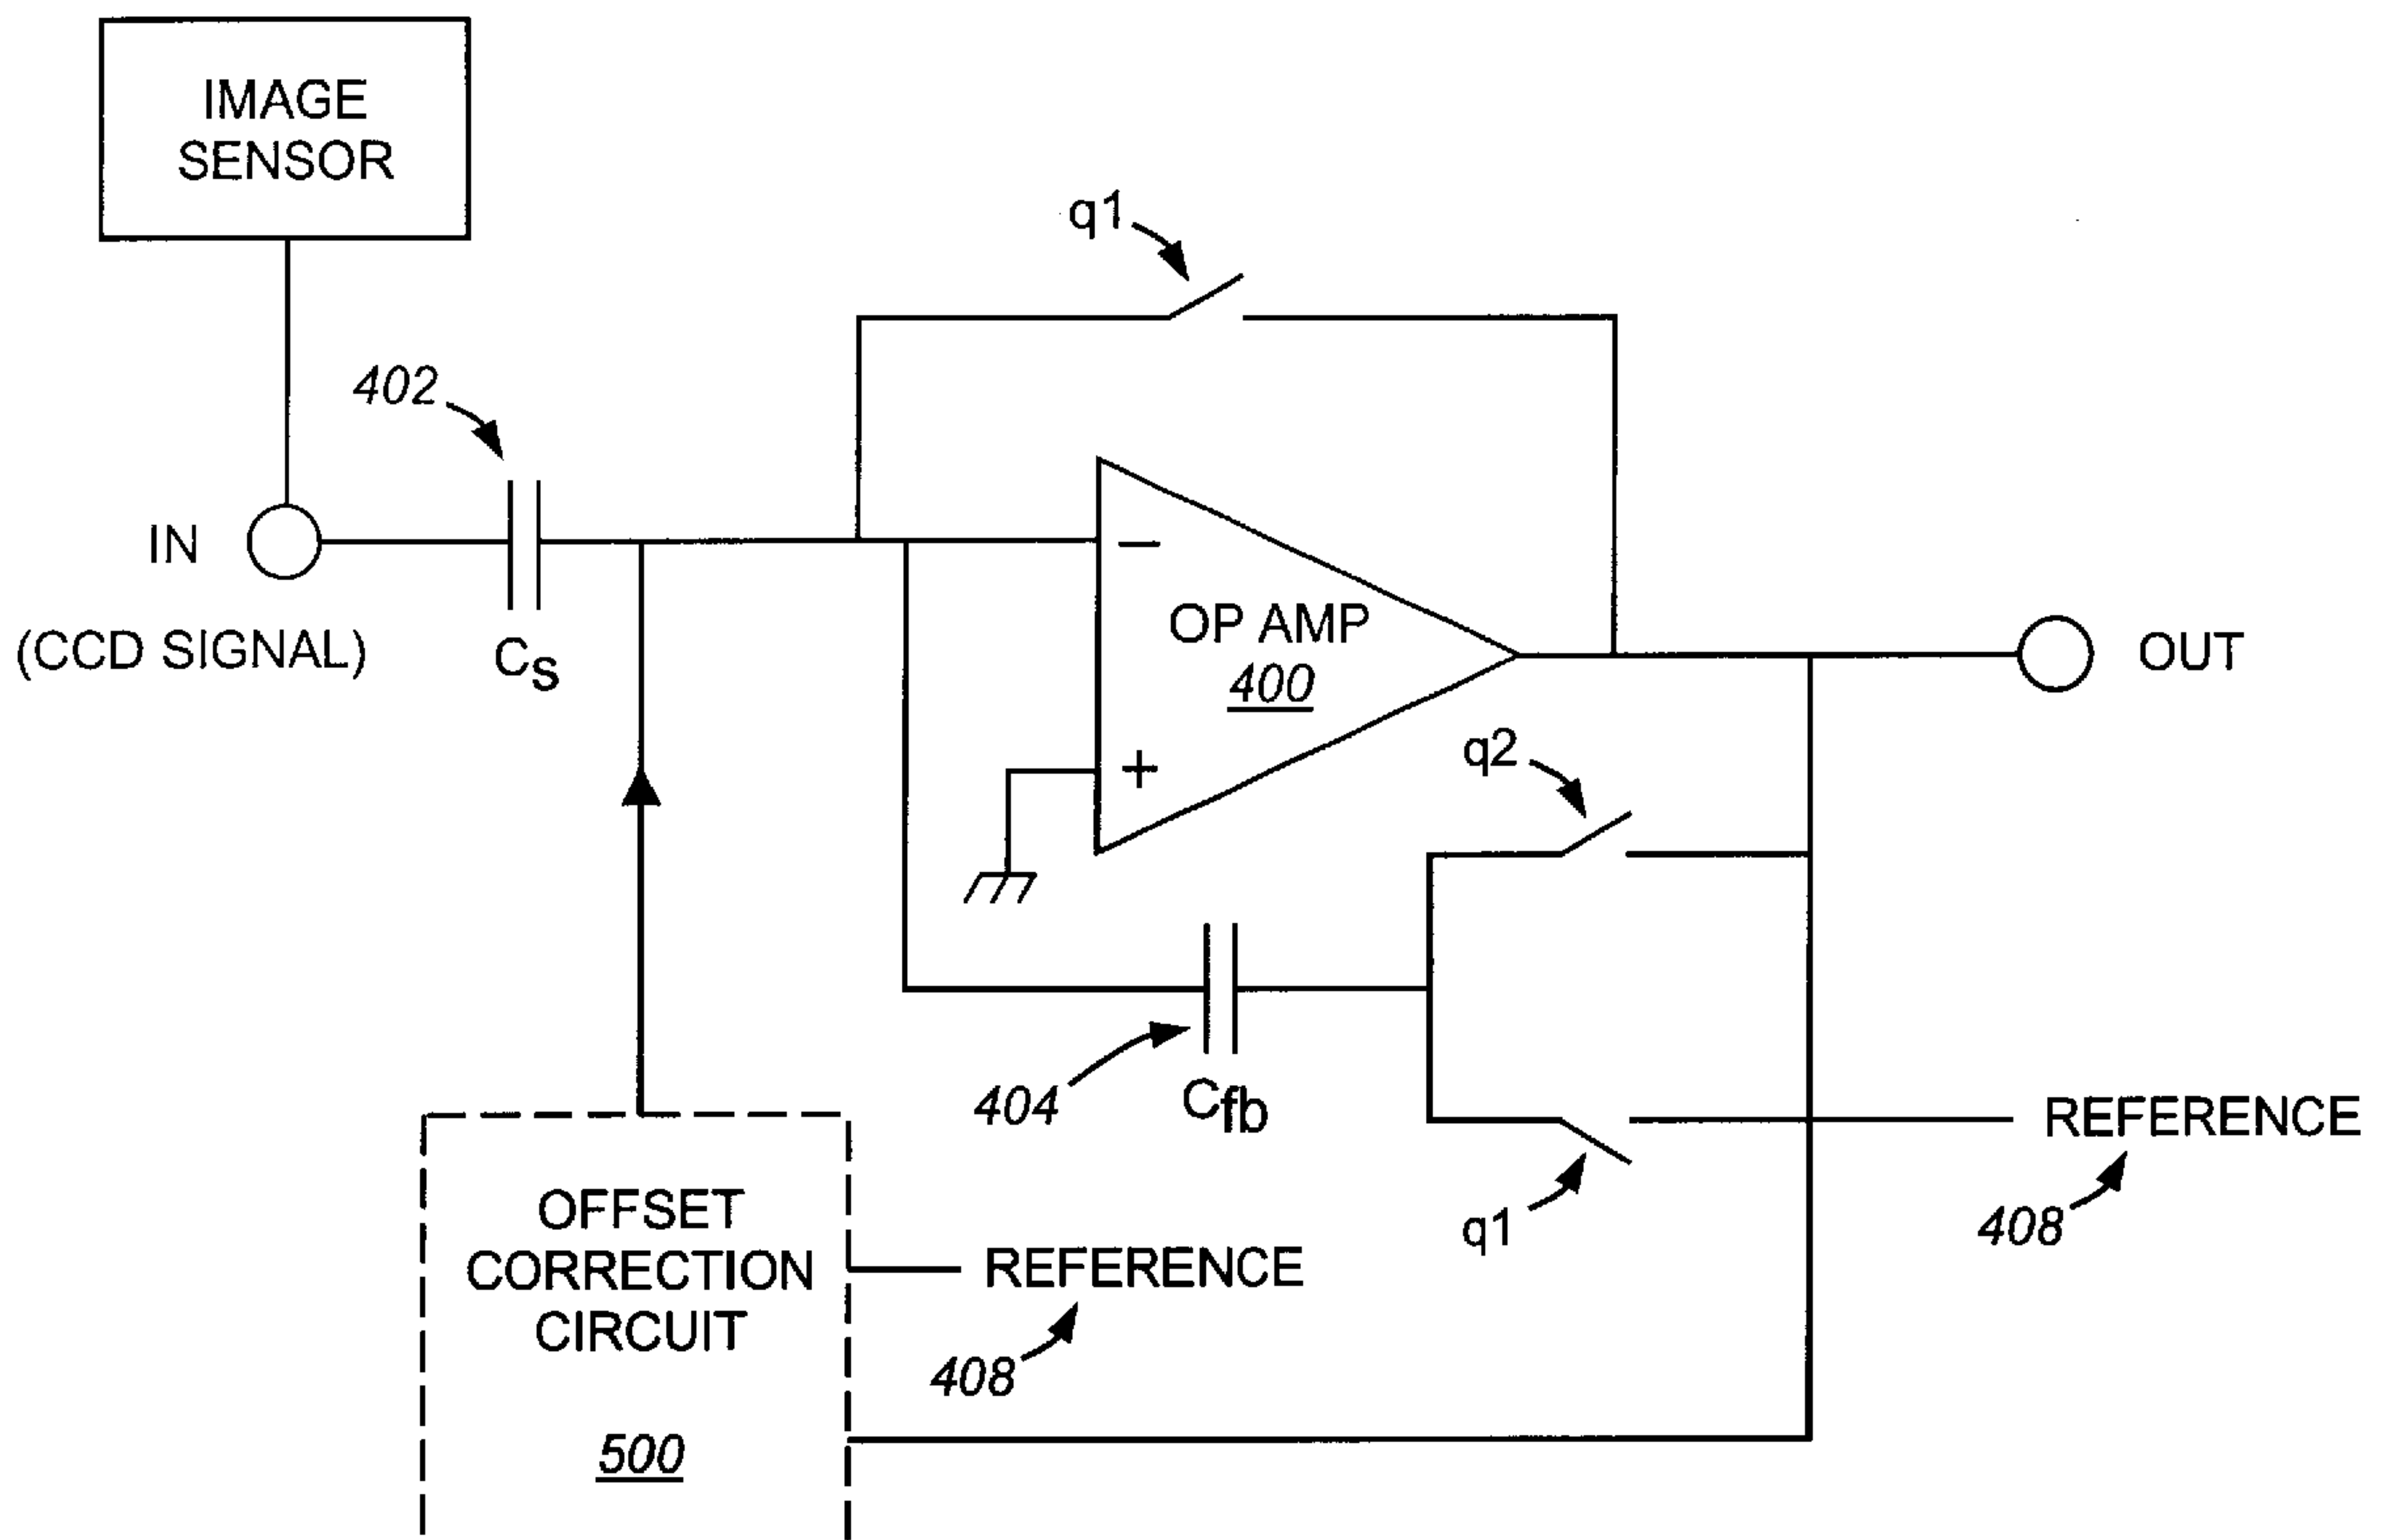 IMAGE
SENSOR
q1
402
IN
(CCD SIGNAL)
Cs
−
OP AMP
400
+
OUT
q2
404
Cfb
q1
REFERENCE
408
OFFSET
CORRECTION
CIRCUIT
500
REFERENCE
408